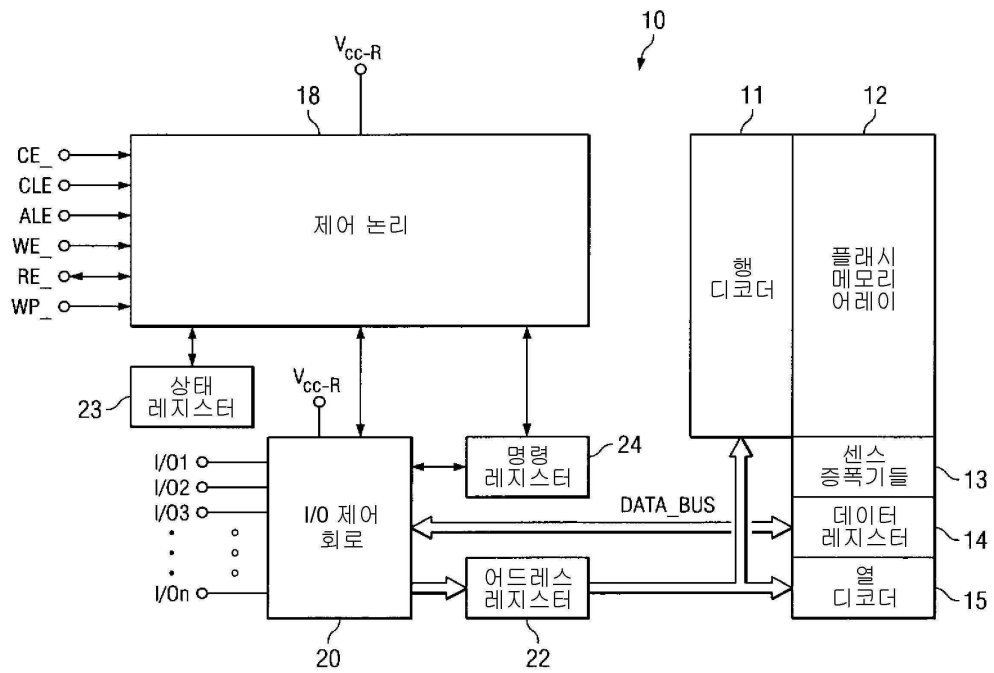 10
V_CC-R
18
11
12
CE_
CLE
ALE
WE_
RE_
WP_
제어 논리
행
디코더
플래시
메모리
어레이
상태
레지스터
23
V_CC-R
명령
레지스터
24
센스
증폭기들
13
I/O1
I/O2
I/O3
I/On
I/O 제어
회로
DATA_BUS
데이터
레지스터
14
어드레스
레지스터
열
디코더
15
20
22